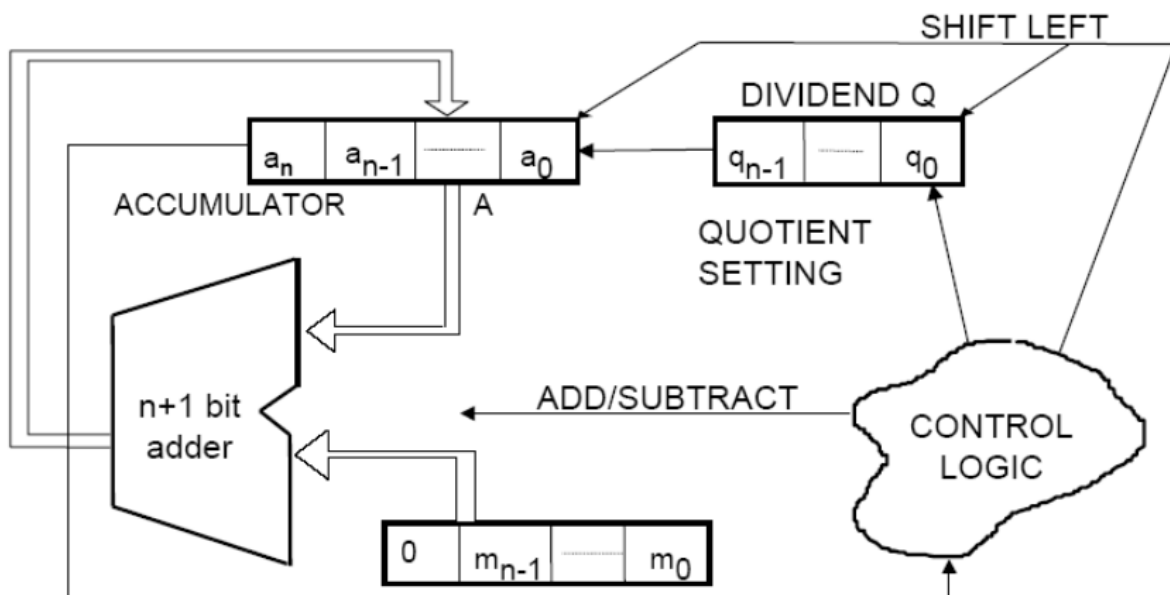 SHIFT LEFT
DIVIDEND Q
aₙ aₙ₋₁ ........ a₀
qₙ₋₁ ........ q₀
ACCUMULATOR A
QUOTIENT
SETTING
n+1 bit
adder
ADD/SUBTRACT
CONTROL
LOGIC
0 mₙ₋₁ ........ m₀